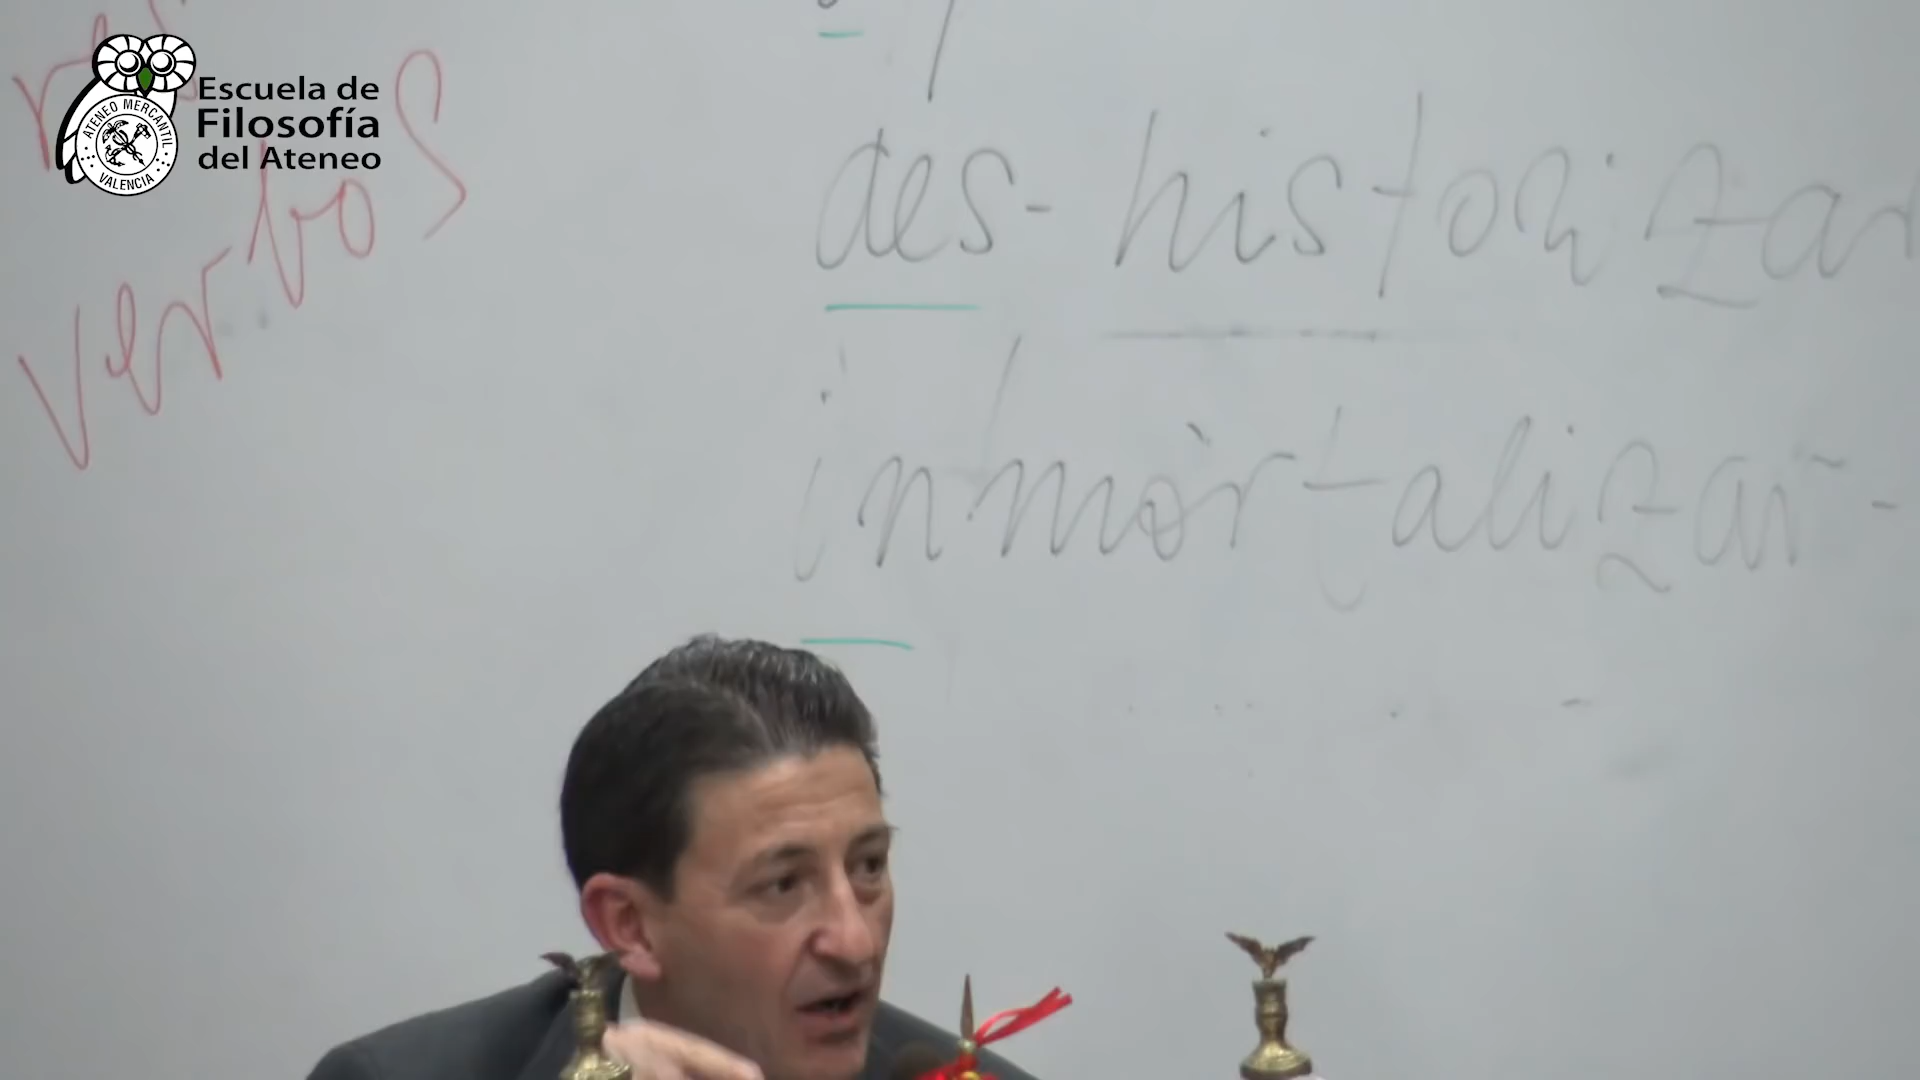 Escuela de
Filosofía
del Ateneo
ATENEO MERCANTIL
VALENCIA
verbos
des-historizar
inmortalizar-